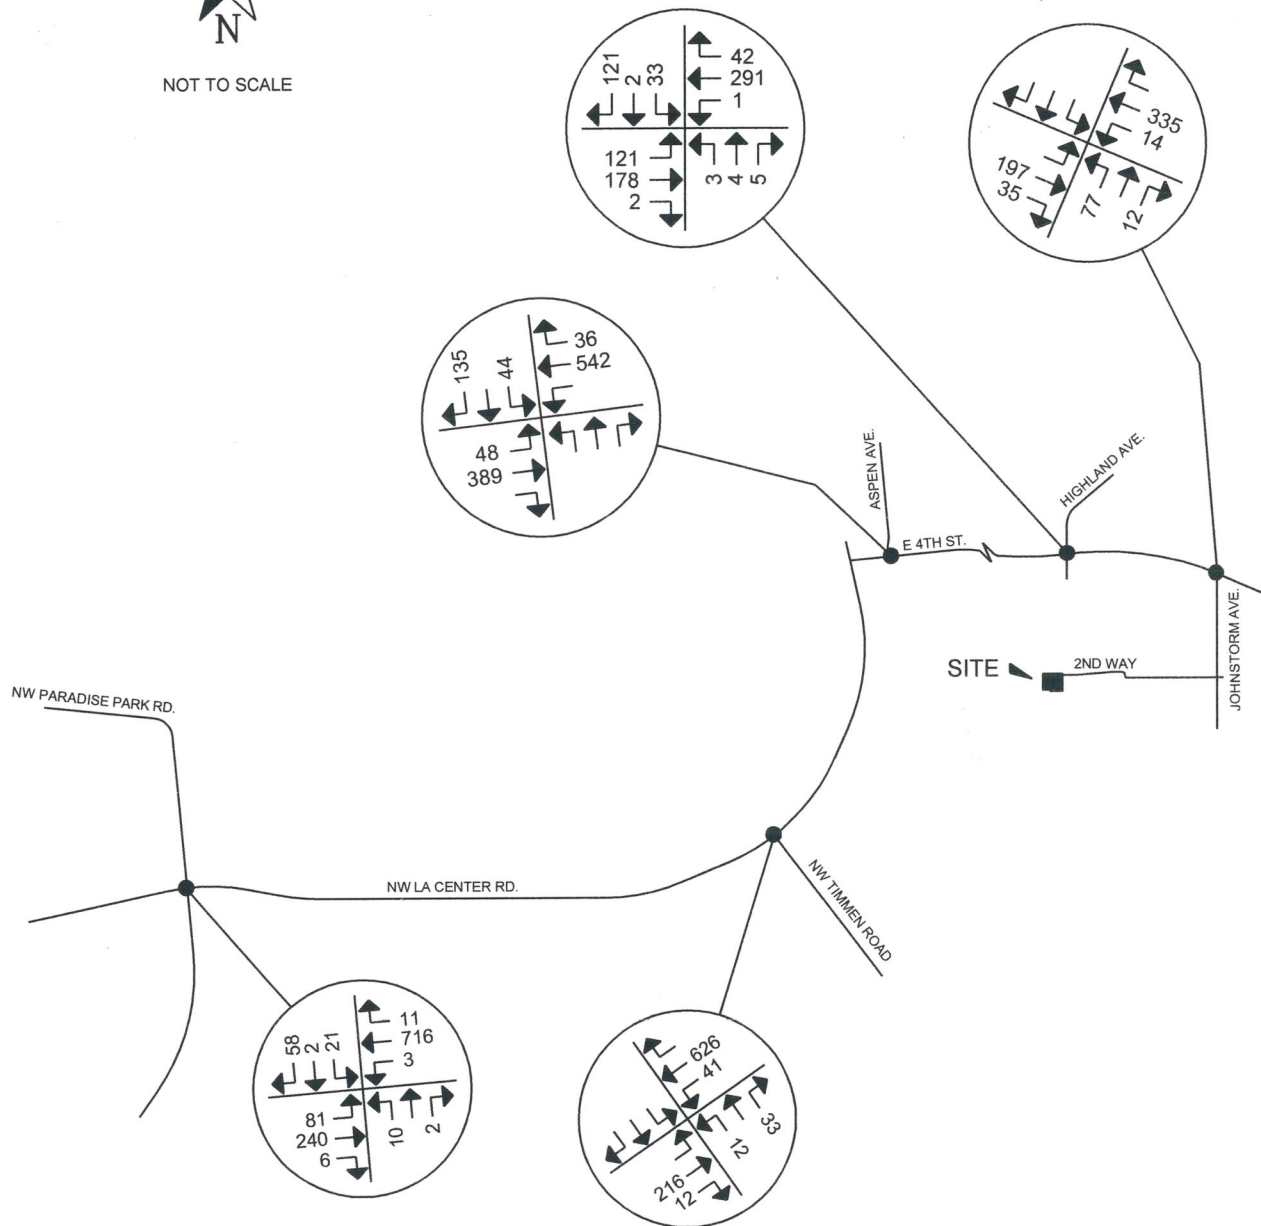 N
NOT TO SCALE
121 2 33
42
291
1
121
178
2
3 4 5
335
14
197
35
77 12
135 44
36
542
48
389
ASPEN AVE.
HIGHLAND AVE.
E 4TH ST.
JOHNSTORM AVE.
SITE
2ND WAY
NW PARADISE PARK RD.
NW LA CENTER RD.
NW TIMMEN ROAD
58 2 21
11
716
3
81
240
6
10 2
626
41
216
12
12 33